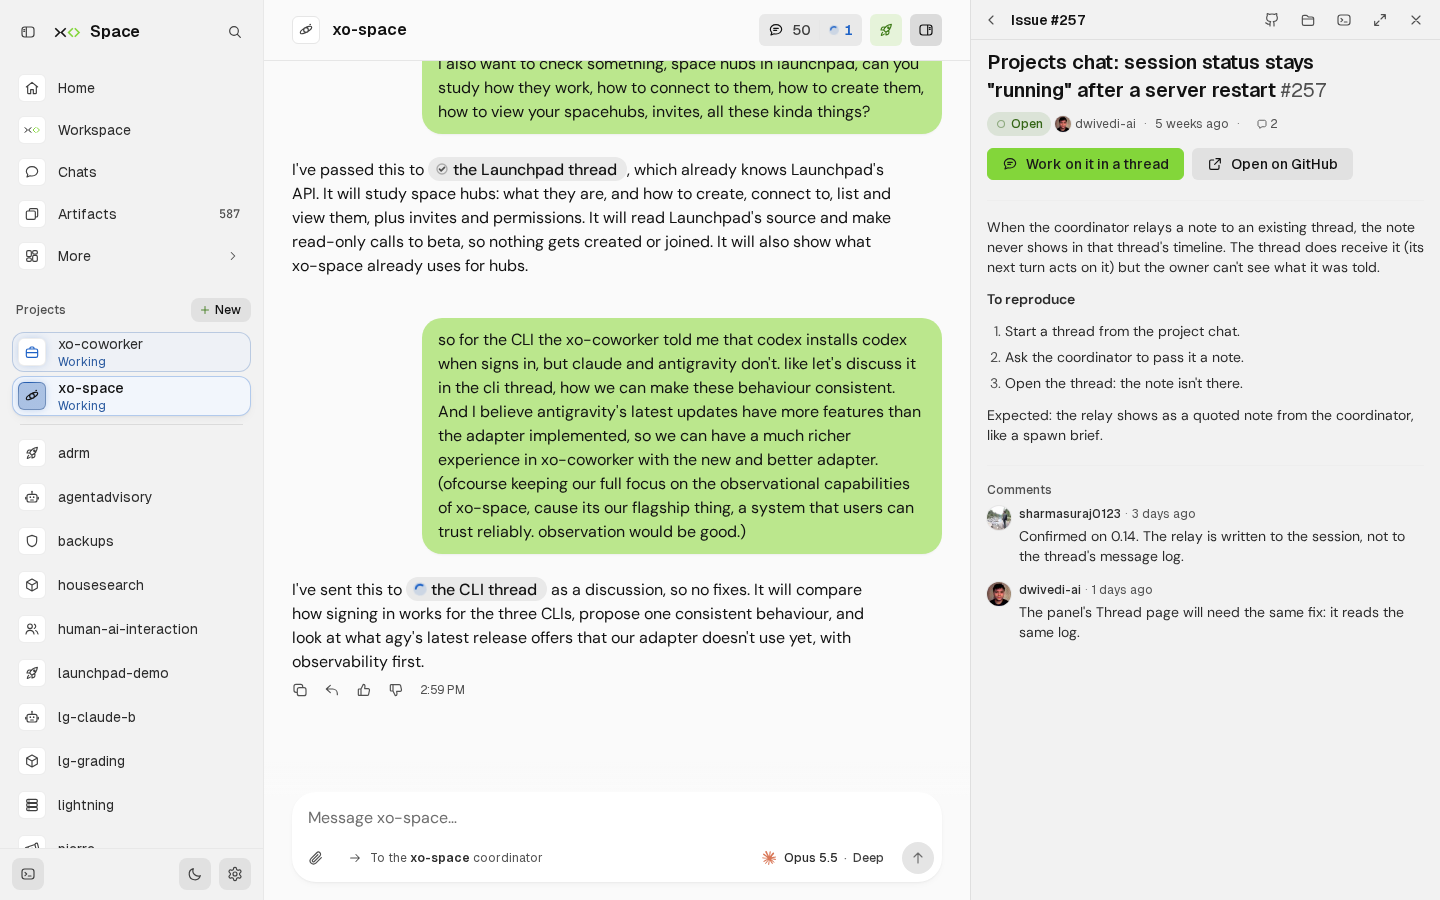 Space
Home
Workspace
Chats
Artifacts 587
More
Projects
+ New
xo-coworker
Working
xo-space
Working
adrm
agentadvisory
backups
housesearch
human-ai-interaction
launchpad-demo
lg-claude-b
lg-grading
lightning
xo-space
50
1
I also want to check something, space hubs in launchpad, can you
study how they work, how to connect to them, how to create them,
how to view your spacehubs, invites, all these kinda things?
I've passed this to the Launchpad thread , which already knows Launchpad's
API. It will study space hubs: what they are, and how to create, connect to, list and
view them, plus invites and permissions. It will read Launchpad's source and make
read-only calls to beta, so nothing gets created or joined. It will also show what
xo-space already uses for hubs.
so for the CLI the xo-coworker told me that codex installs codex
when signs in, but claude and antigravity don't. like let's discuss it
in the cli thread, how we can make these behaviour consistent.
And I believe antigravity's latest updates have more features than
the adapter implemented, so we can have a much richer
experience in xo-coworker with the new and better adapter.
(ofcourse keeping our full focus on the observational capabilities
of xo-space, cause its our flagship thing, a system that users can
trust reliably. observation would be good.)
I've sent this to the CLI thread as a discussion, so no fixes. It will compare
how signing in works for the three CLIs, propose one consistent behaviour, and
look at what agy's latest release offers that our adapter doesn't use yet, with
observability first.
2:59 PM
Message xo-space...
To the xo-space coordinator
Opus 5.5 · Deep
Issue #257
Projects chat: session status stays
"running" after a server restart #257
Open dwivedi-ai · 5 weeks ago · 2
Work on it in a thread
Open on GitHub
When the coordinator relays a note to an existing thread, the note
never shows in that thread's timeline. The thread does receive it (its
next turn acts on it) but the owner can't see what it was told.
To reproduce
1. Start a thread from the project chat.
2. Ask the coordinator to pass it a note.
3. Open the thread: the note isn't there.
Expected: the relay shows as a quoted note from the coordinator,
like a spawn brief.
Comments
sharmasuraj0123 · 3 days ago
Confirmed on 0.14. The relay is written to the session, not to
the thread's message log.
dwivedi-ai · 1 days ago
The panel's Thread page will need the same fix: it reads the
same log.